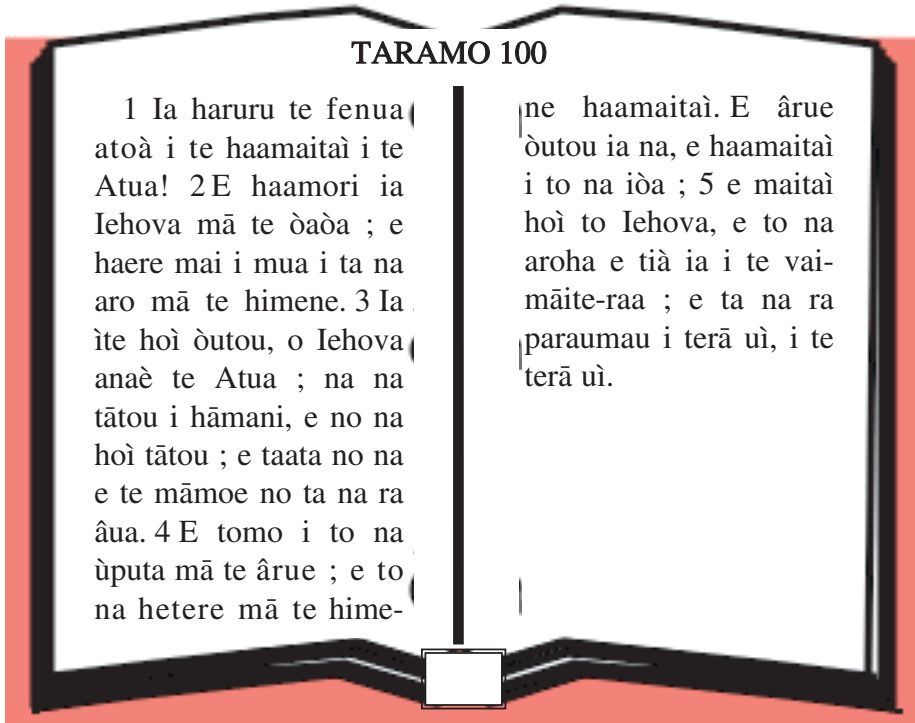 TARAMO 100
1 Ia haruru te fenua
atoà i te haamaitaì i te
Atua! 2 E haamori ia
Iehova mā te òaòa ; e
haere mai i mua i ta na
aro mā te himene. 3 Ia
ìte hoì òutou, o Iehova
anaè te Atua ; na na
tātou i hāmani, e no na
hoì tātou ; e taata no na
e te māmoe no ta na ra
âua. 4 E tomo i to na
ùputa mā te ârue ; e to
na hetere mā te hime-
ne haamaitaì. E ârue
òutou ia na, e haamaitaì
i to na iòa ; 5 e maitaì
hoì to Iehova, e to na
aroha e tià ia i te vai-
māite-raa ; e ta na ra
paraumau i terā uì, i te
terā uì.